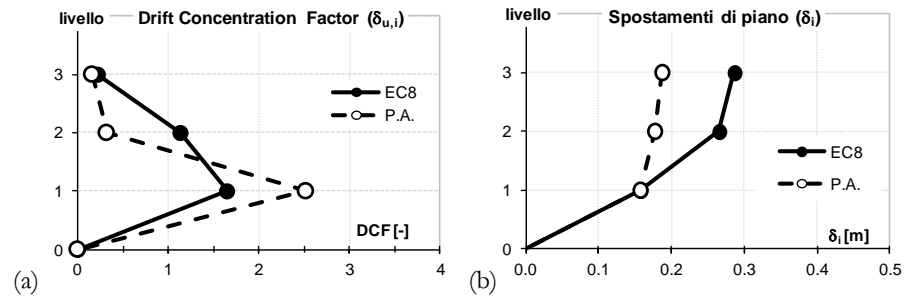 livello Drift Concentration Factor (δu,i)
3
2
1
0
EC8
P.A.
DCF [-]
0 1 2 3 4
(a)
livello Spostamenti di piano (δi)
3
2
1
0
EC8
P.A.
δi [m]
0.0 0.1 0.2 0.3 0.4 0.5
(b)